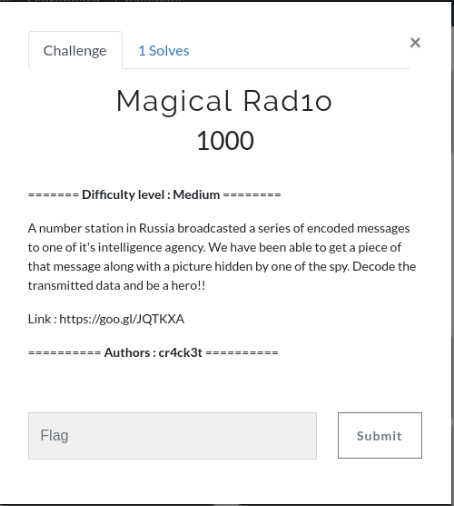 Challenge
1 Solves
×
Magical Rad1o
1000
======= Difficulty level : Medium ========
A number station in Russia broadcasted a series of encoded messages
to one of it's intelligence agency. We have been able to get a piece of
that message along with a picture hidden by one of the spy. Decode the
transmitted data and be a hero!!
Link : https://goo.gl/JQTKXA
========== Authors : cr4ck3t ==========
Flag
Submit